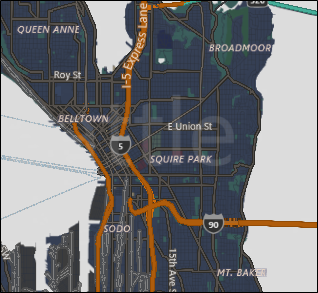 520
QUEEN ANNE
I-5 Express Lane
BROADMOOR
Roy St
BELLTOWN
E Union St
5
SQUIRE PARK
90
SODO
15th Ave S
MT. BAKER